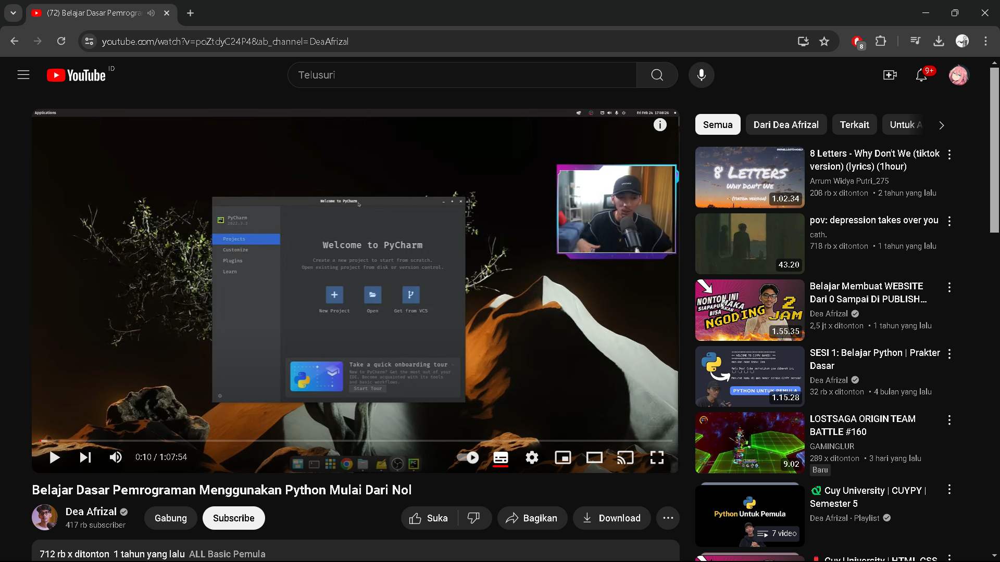 (72) Belajar Dasar Pemrogra
youtube.com/watch?v=poZtdyC24P4&ab_channel=DeaAfrizal
8
YouTube ID
Telusuri
9+
Applications
Fri Feb 24 17:08:26
Welcome to PyCharm
PyCharm
2022.3.2
Projects
Customize
Plugins
Learn
Welcome to PyCharm
Create a new project to start from scratch.
Open existing project from disk or version control.
New Project
Open
Get from VCS
Take a quick onboarding tour
New to PyCharm? Get the most out of your
IDE. Become acquainted with its tools
and basic workflows.
Start Tour
0:10 / 1:07:54
Belajar Dasar Pemrograman Menggunakan Python Mulai Dari Nol
Dea Afrizal
417 rb subscriber
Gabung
Subscribe
Suka
Bagikan
Download
712 rb x ditonton 1 tahun yang lalu ALL Basic Pemula
Semua
Dari Dea Afrizal
Terkait
Untuk A
8 LETTERS
WHY DON'T WE
(TIKTOK VERSION)
1.02.34
8 Letters - Why Don't We (tiktok
version) (lyrics) (1hour)
Arrum Widya Putri_275
208 rb x ditonton • 2 tahun yang lalu
43.20
pov: depression takes over you
cath.
718 rb x ditonton • 1 tahun yang lalu
NONTON INI
MAKA
SIAPAPUN AKAN
BISA
NGODING
2
JAM
1.55.35
Belajar Membuat WEBSITE
Dari 0 Sampai Di PUBLISH...
Dea Afrizal
2,5 jt x ditonton • 1 tahun yang lalu
PYTHON UNTUK PEMULA
1.15.28
SESI 1: Belajar Python | Prakter
Dasar
Dea Afrizal
32 rb x ditonton • 4 bulan yang lalu
9.02
LOSTSAGA ORIGIN TEAM
BATTLE #160
GAMINGLUR
289 x ditonton • 3 hari yang lalu
Baru
Python Untuk Pemula
7 video
Cuy University | CUYPY |
Semester 5
Dea Afrizal · Playlist
Cuy University | HTML CSS